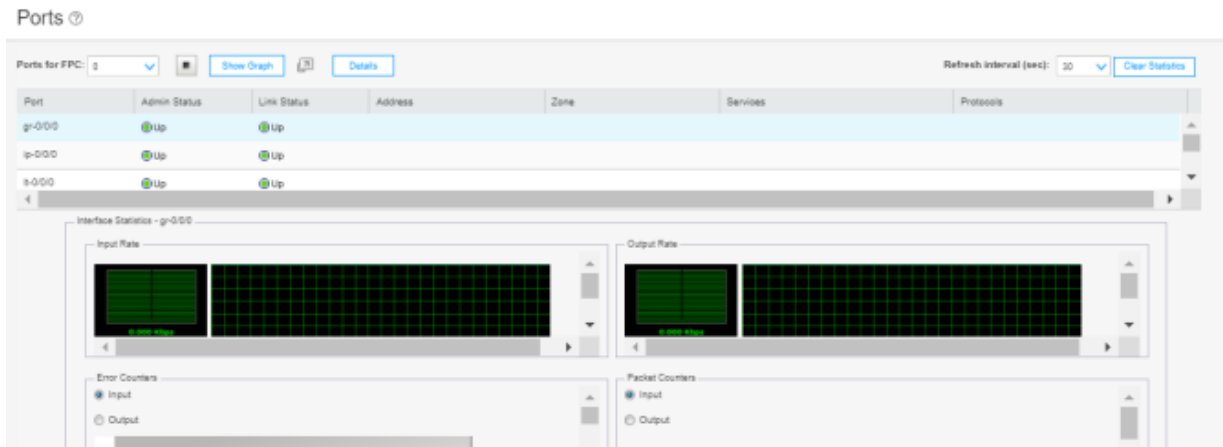 Ports ?
Ports for FPC: 0 Show Graph Details Refresh interval (sec): 30 Clear Statistics
Port Admin Status Link Status Address Zone Services Protocols
gr-0/0/0 Up Up
ip-0/0/0 Up Up
lt-0/0/0 Up Up
Interface Statistics - gr-0/0/0
Input Rate Output Rate
0.000 Kbps 0.000 Kbps
Error Counters Packet Counters
Input Input
Output Output